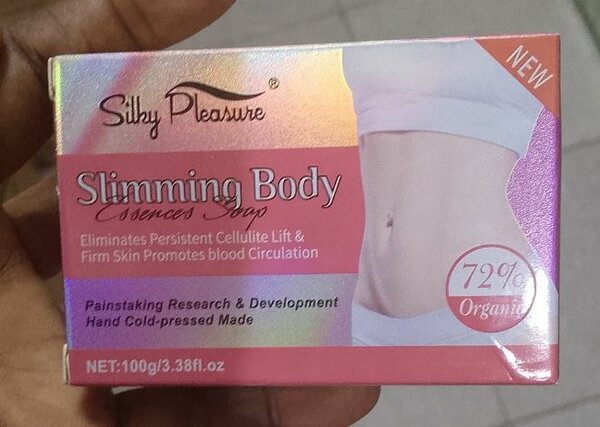 NEW
Silky Pleasure ®
Slimming Body
Essences Soap
Eliminates Persistent Cellulite Lift &
Firm Skin Promotes blood Circulation
72%
Organic
Painstaking Research & Development
Hand Cold-pressed Made
NET:100g/3.38fl.oz